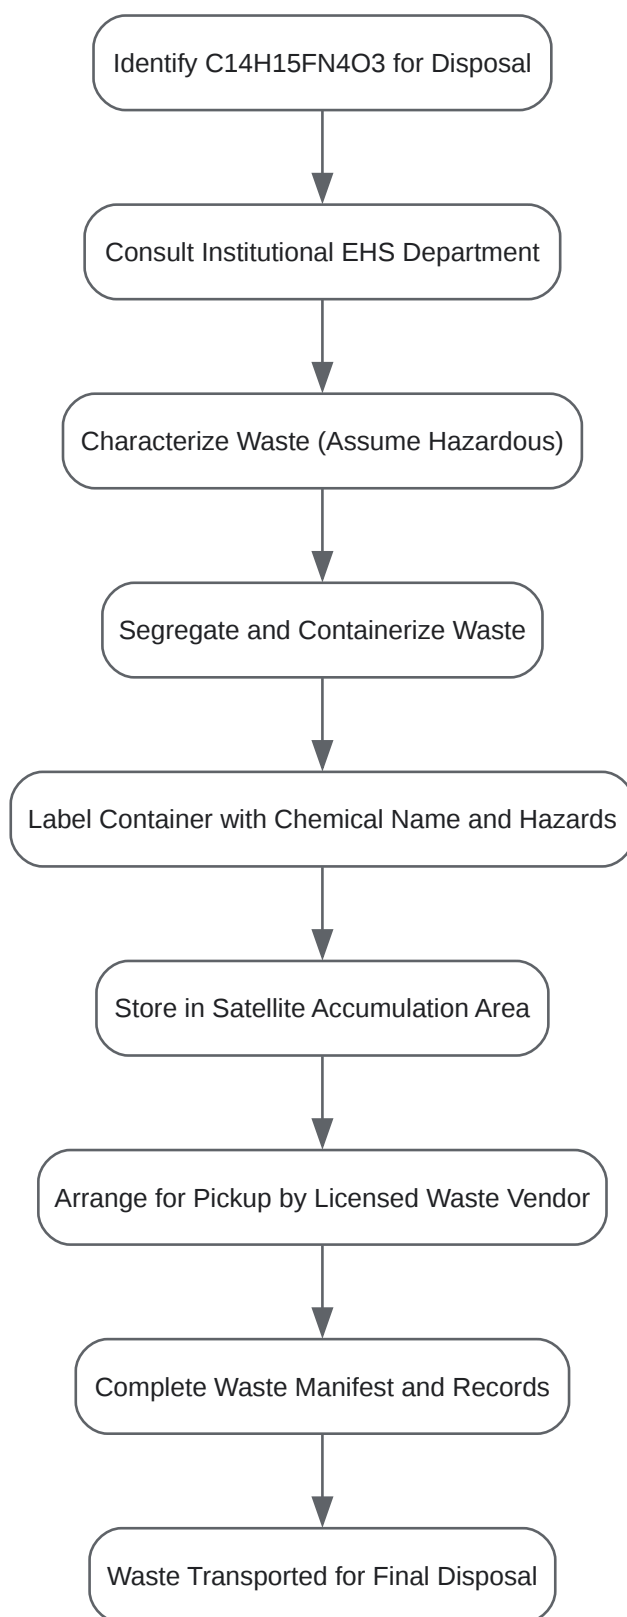 Identify C14H15FN4O3 for Disposal
Consult Institutional EHS Department
Characterize Waste (Assume Hazardous)
Segregate and Containerize Waste
Label Container with Chemical Name and Hazards
Store in Satellite Accumulation Area
Arrange for Pickup by Licensed Waste Vendor
Complete Waste Manifest and Records
Waste Transported for Final Disposal